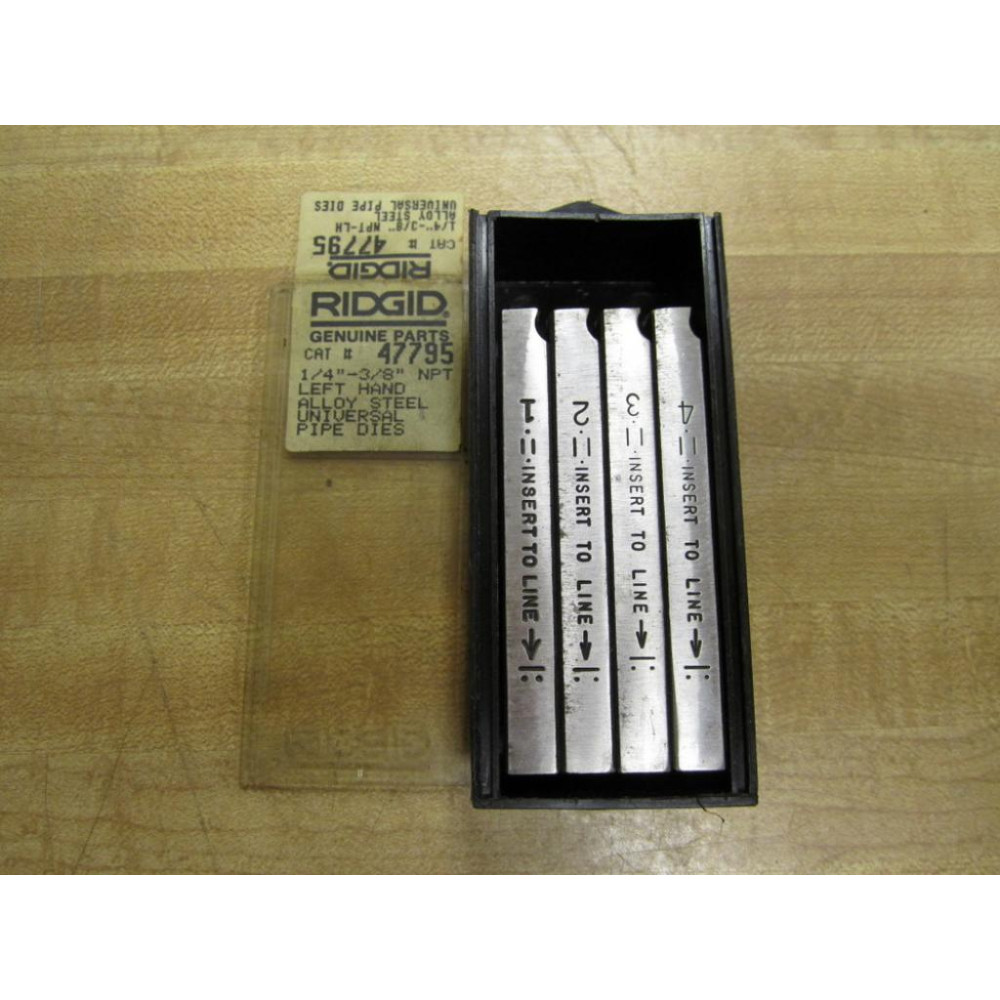 1/4"-3/8" NPT-LH
ALLOY STEEL
UNIVERSAL PIPE DIES
CAT # 47795
RIDGID
RIDGID
GENUINE PARTS
CAT # 47795
1/4"-3/8" NPT
LEFT HAND
ALLOY STEEL
UNIVERSAL
PIPE DIES
1 INSERT TO LINE →
2 INSERT TO LINE →
3 INSERT TO LINE →
4 INSERT TO LINE →
RIDGID